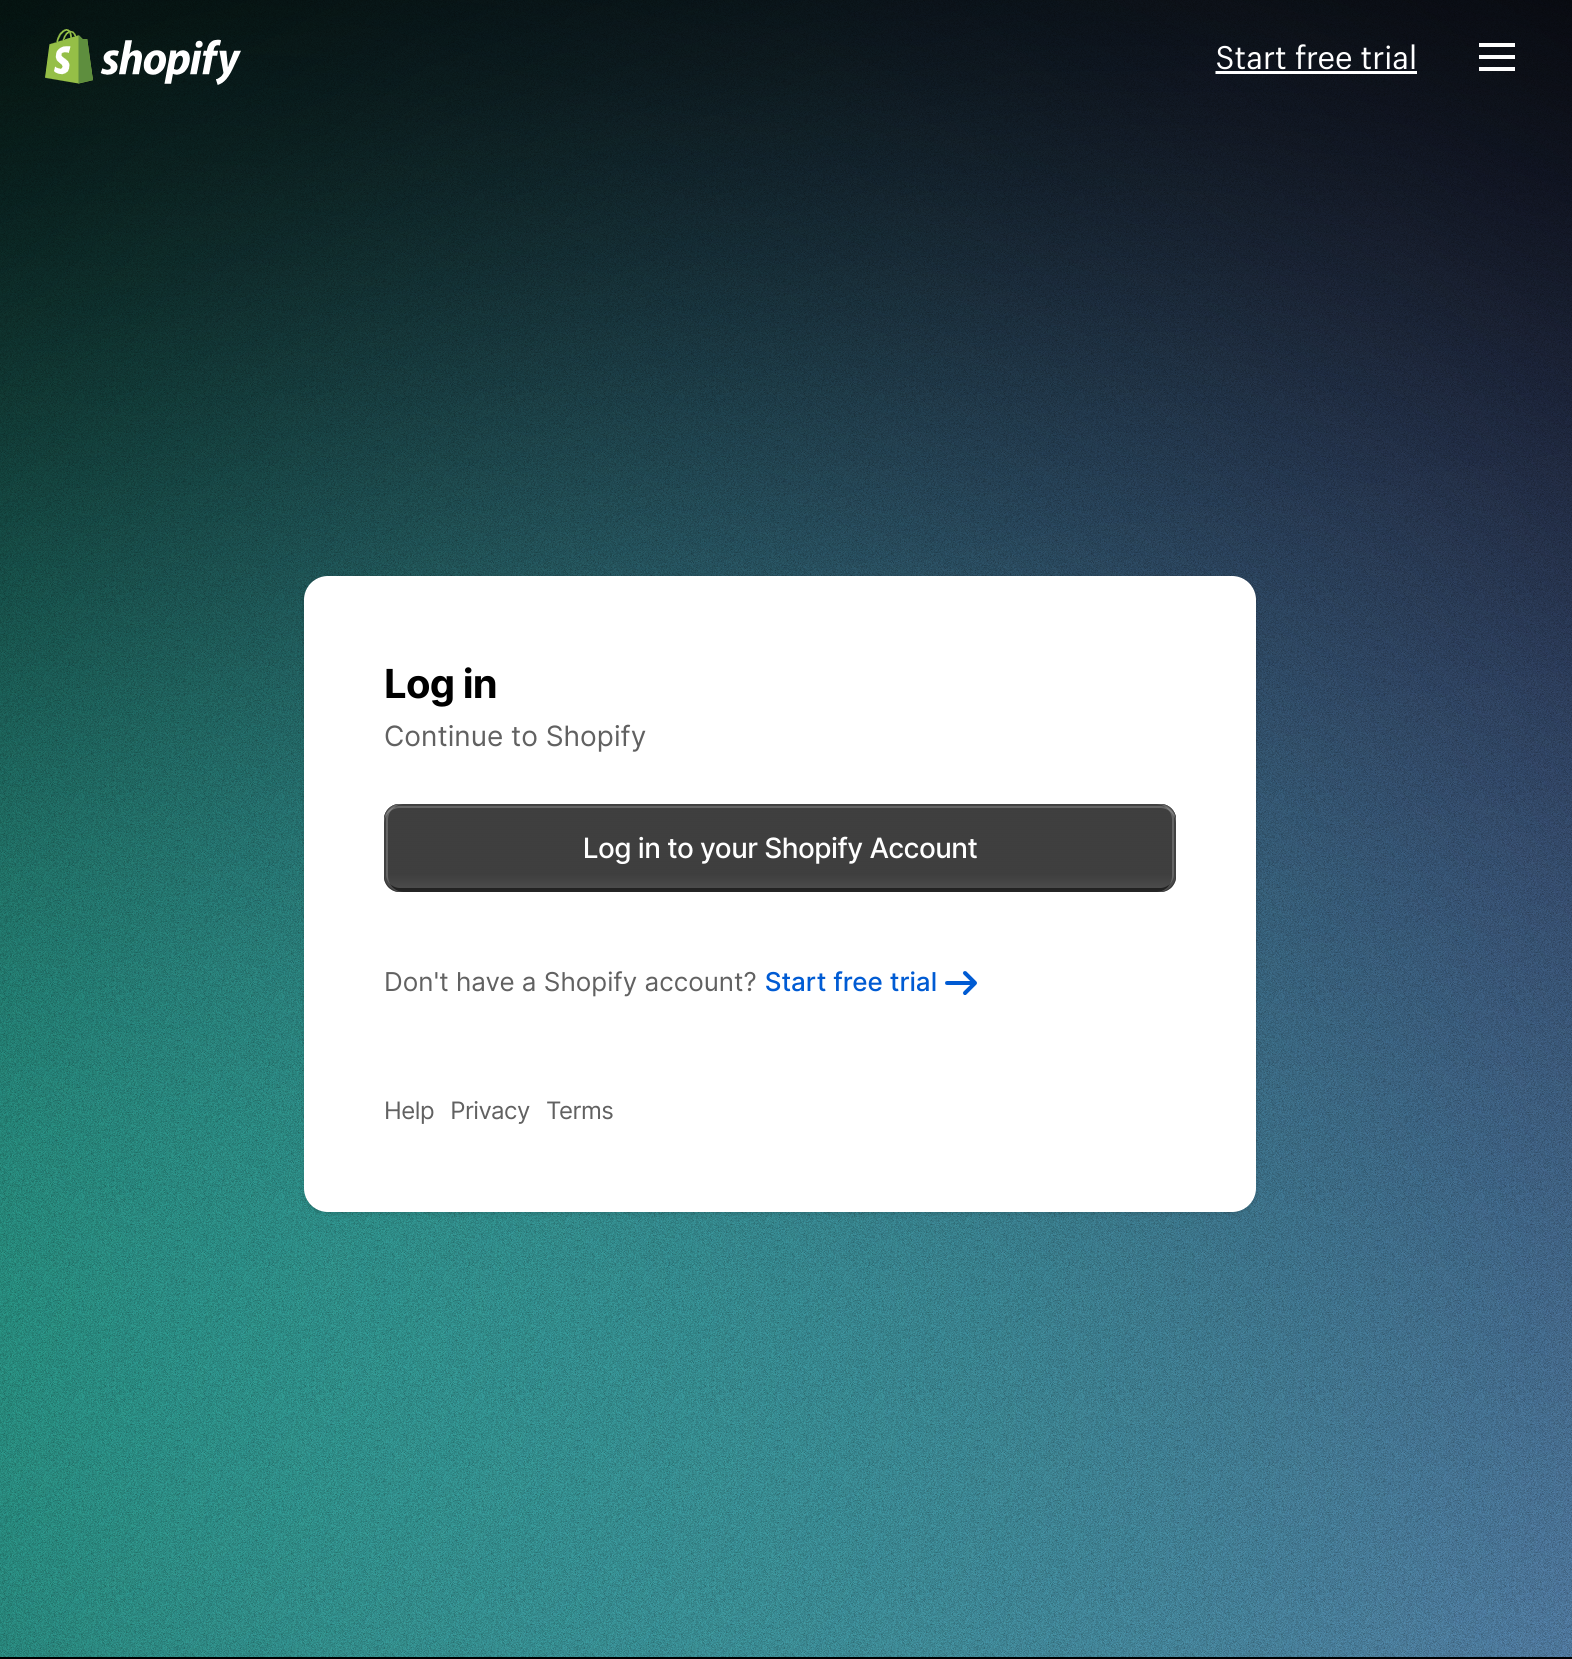 shopify
Start free trial
Log in
Continue to Shopify
Log in to your Shopify Account
Don't have a Shopify account? Start free trial →
Help Privacy Terms